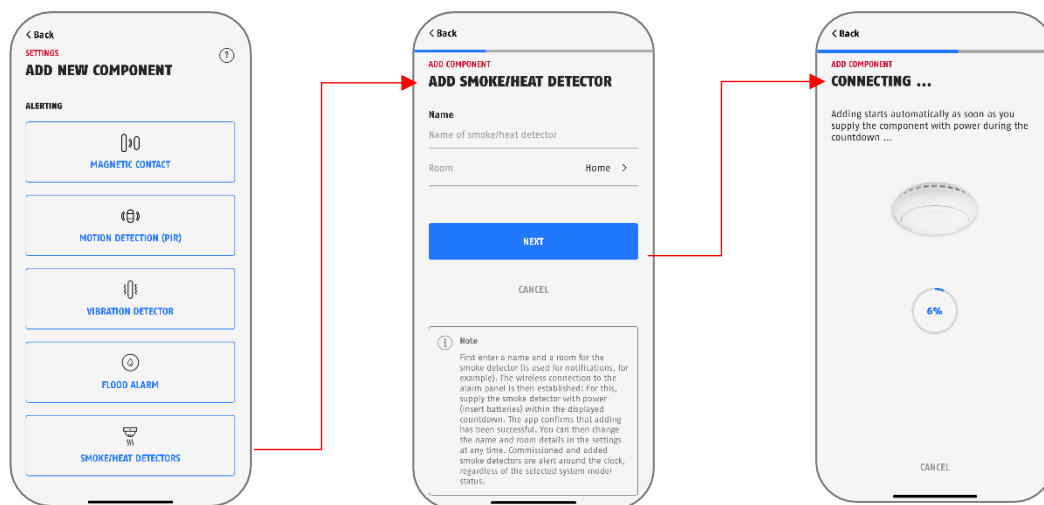 < Back
SETTINGS
?
ADD NEW COMPONENT
ALERTING
MAGNETIC CONTACT
MOTION DETECTION (PIR)
VIBRATION DETECTOR
FLOOD ALARM
SMOKE/HEAT DETECTORS
< Back
ADD COMPONENT
ADD SMOKE/HEAT DETECTOR
Name
Name of smoke/heat detector
Room Home >
NEXT
CANCEL
i Note
First enter a name and a room for the
smoke detector (is used for notifications, for
example). The wireless connection to the
alarm panel is then established: For this,
supply the smoke detector with power
(insert batteries) within the displayed
countdown. The app confirms that adding
has been successful. You can then change
the name and room details in the settings
at any time. Commissioned and added
smoke detectors are alert around the clock,
regardless of the selected system mode/
status.
< Back
ADD COMPONENT
CONNECTING ...
Adding starts automatically as soon as you
supply the component with power during the
countdown ...
6%
CANCEL